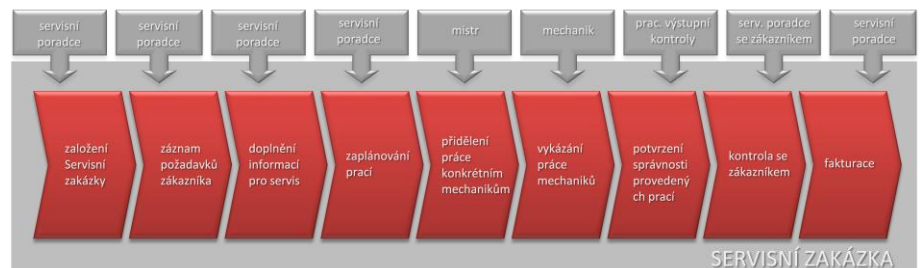 servisní
poradce
servisní
poradce
servisní
poradce
servisní
poradce
mistr
mechanik
prac. výstupní
kontroly
serv. poradce
se zákazníkem
servisní
poradce
založení
Servisní
zakázky
záznam
požadavků
zákazníka
doplnění
informací
pro servis
zaplánování
prací
přidělení
práce
konkrétním
mechanikům
vykázání
práce
mechaniků
potvrzení
správnosti
provedený
ch prací
kontrola se
zákazníkem
fakturace
SERVISNÍ ZAKÁZKA